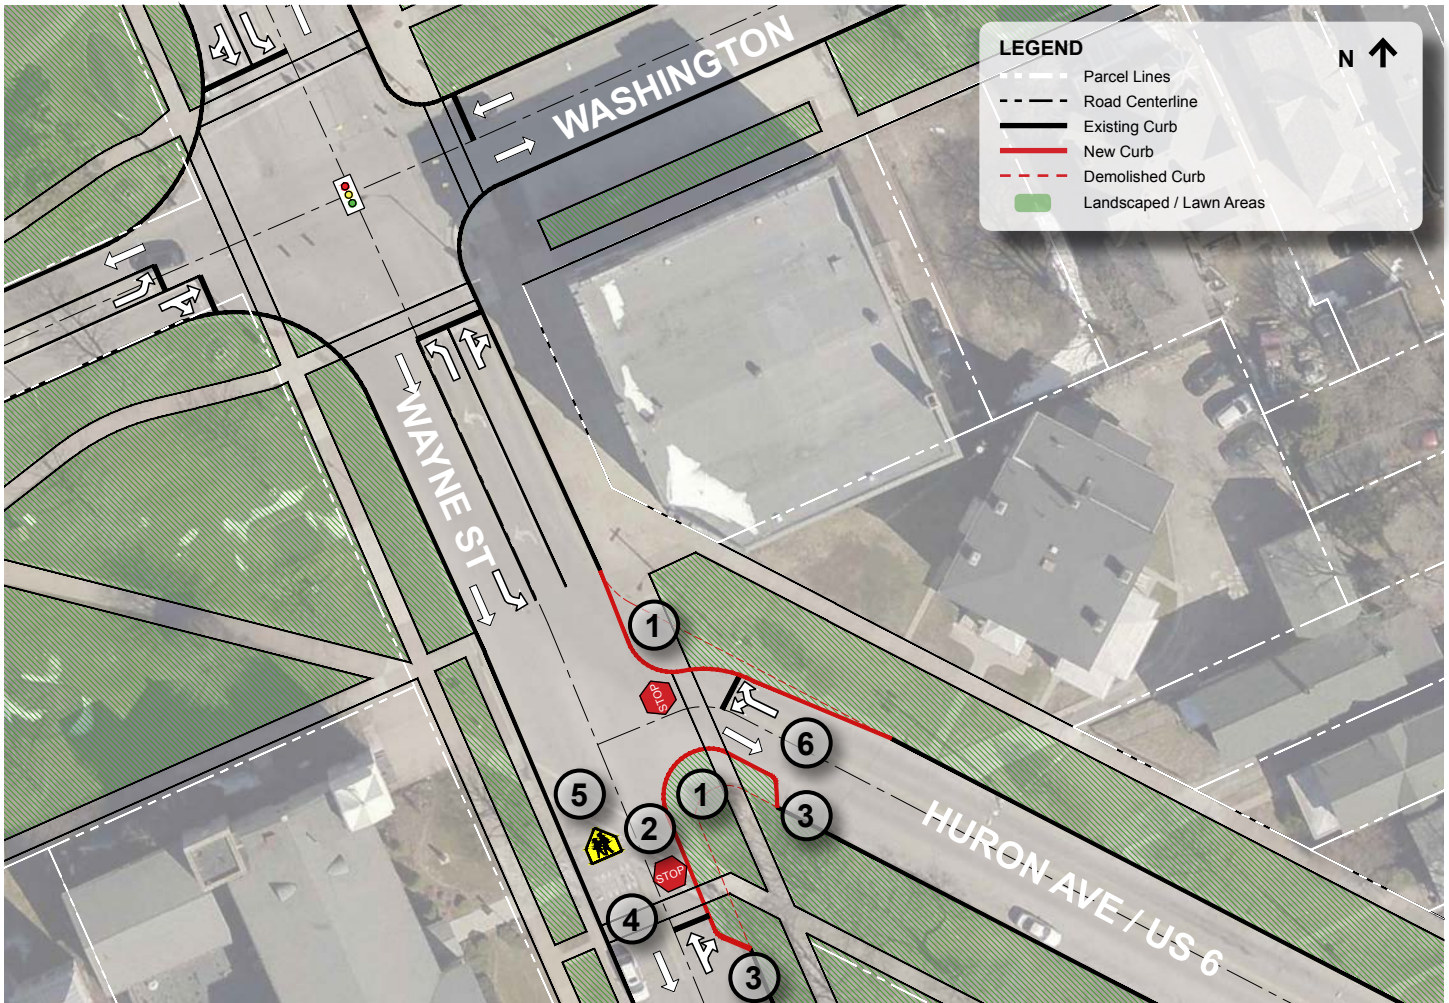 WASHINGTON
LEGEND
N
Parcel Lines
Road Centerline
Existing Curb
New Curb
Demolished Curb
Landscaped / Lawn Areas
WAYNE ST
1
STOP
6
5
1
2
3
HURON AVE / US 6
STOP
4
3